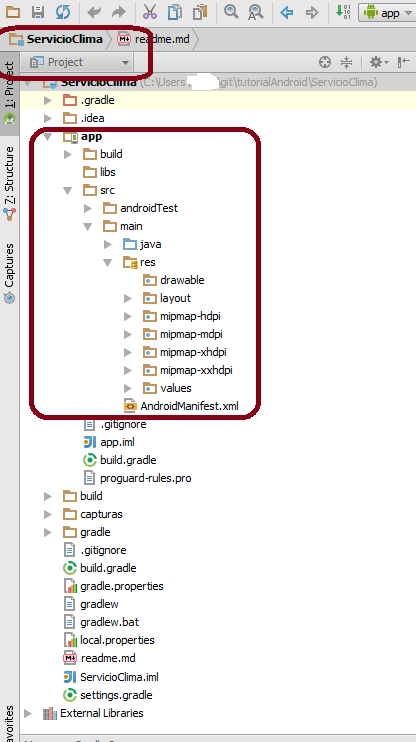 app
ServicioClima readme.md
Project
1: Project
7: Structure
Captures
ServicioClima (C:\Users\ git\tutorialAndroid\ServicioClima)
.gradle
.idea
app
build
libs
src
androidTest
main
java
res
drawable
layout
mipmap-hdpi
mipmap-mdpi
mipmap-xhdpi
mipmap-xxhdpi
values
AndroidManifest.xml
.gitignore
app.iml
build.gradle
proguard-rules.pro
build
capturas
gradle
.gitignore
build.gradle
gradle.properties
gradlew
gradlew.bat
local.properties
readme.md
ServicioClima.iml
settings.gradle
External Libraries